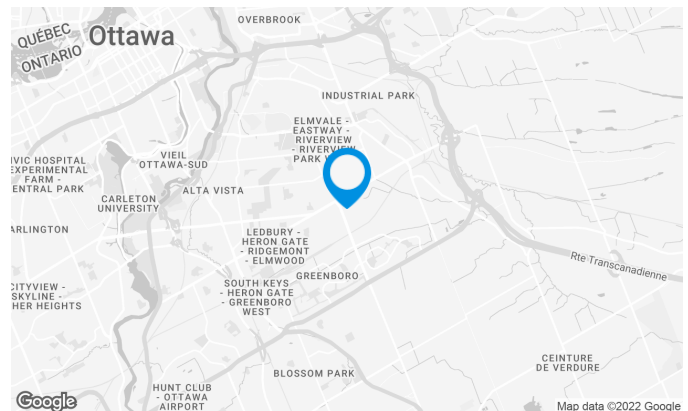 OVERBROOK
QUÉBEC
ONTARIO
Ottawa
INDUSTRIAL PARK
ELMVALE -
EASTWAY -
RIVERVIEW
- RIVERVIEW
PARK
VIEIL
OTTAWA-SUD
IVIC HOSPITAL
EXPERIMENTAL
FARM -
ENTRAL PARK
ALTA VISTA
CARLETON
UNIVERSITY
ARLINGTON
LEDBURY -
HERON GATE
- RIDGEMONT
- ELMWOOD
GREENBORO
Rte Transcanadienne
SOUTH KEYS
- HERON GATE
- GREENBORO
WEST
CITYVIEW -
SKYLINE -
HER HEIGHTS
BLOSSOM PARK
CEINTURE
DE VERDURE
HUNT CLUB
- OTTAWA
AIRPORT
Google
Map data ©2022 Google